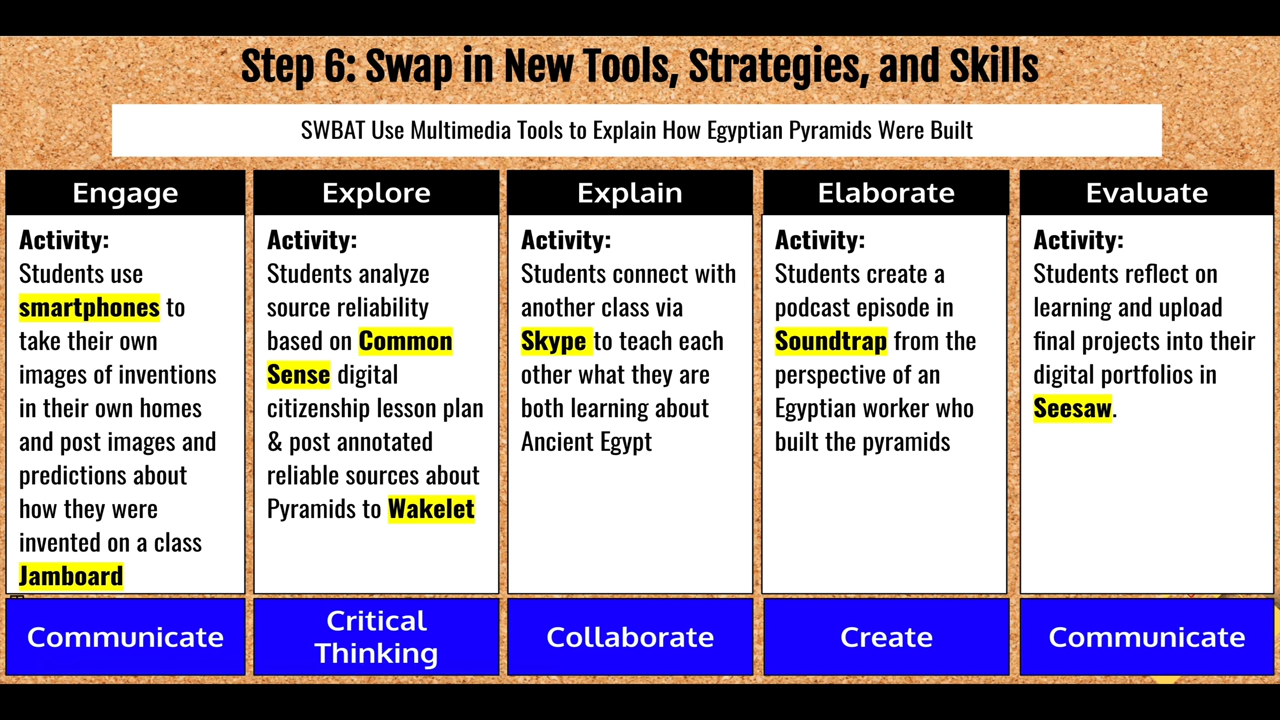 Step 6: Swap in New Tools, Strategies, and Skills
SWBAT Use Multimedia Tools to Explain How Egyptian Pyramids Were Built
Engage
Activity:
Students use
smartphones to
take their own
images of inventions
in their own homes
and post images and
predictions about
how they were
invented on a class
Jamboard
Communicate
Explore
Activity:
Students analyze
source reliability
based on Common
Sense digital
citizenship lesson plan
& post annotated
reliable sources about
Pyramids to Wakelet
Critical
Thinking
Explain
Activity:
Students connect with
another class via
Skype to teach each
other what they are
both learning about
Ancient Egypt
Collaborate
Elaborate
Activity:
Students create a
podcast episode in
Soundtrap from the
perspective of an
Egyptian worker who
built the pyramids
Create
Evaluate
Activity:
Students reflect on
learning and upload
final projects into their
digital portfolios in
Seesaw.
Communicate